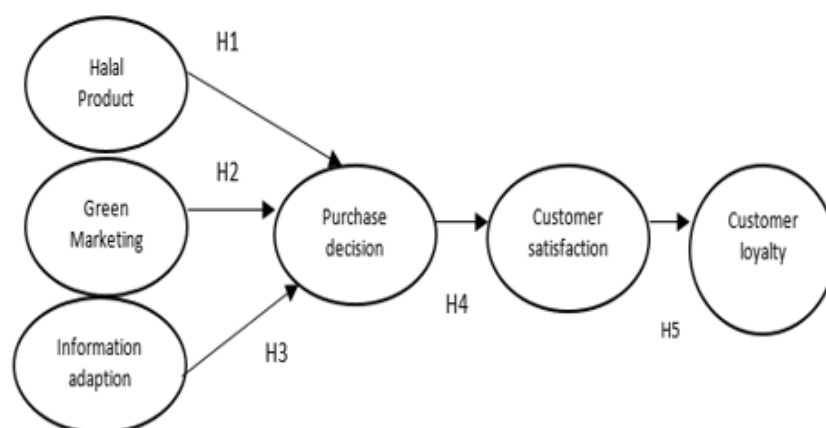 H1
Halal
Product
H2
Green
Marketing
Purchase
decision
Customer
satisfaction
Customer
loyalty
H4
H5
Information
adaption
H3